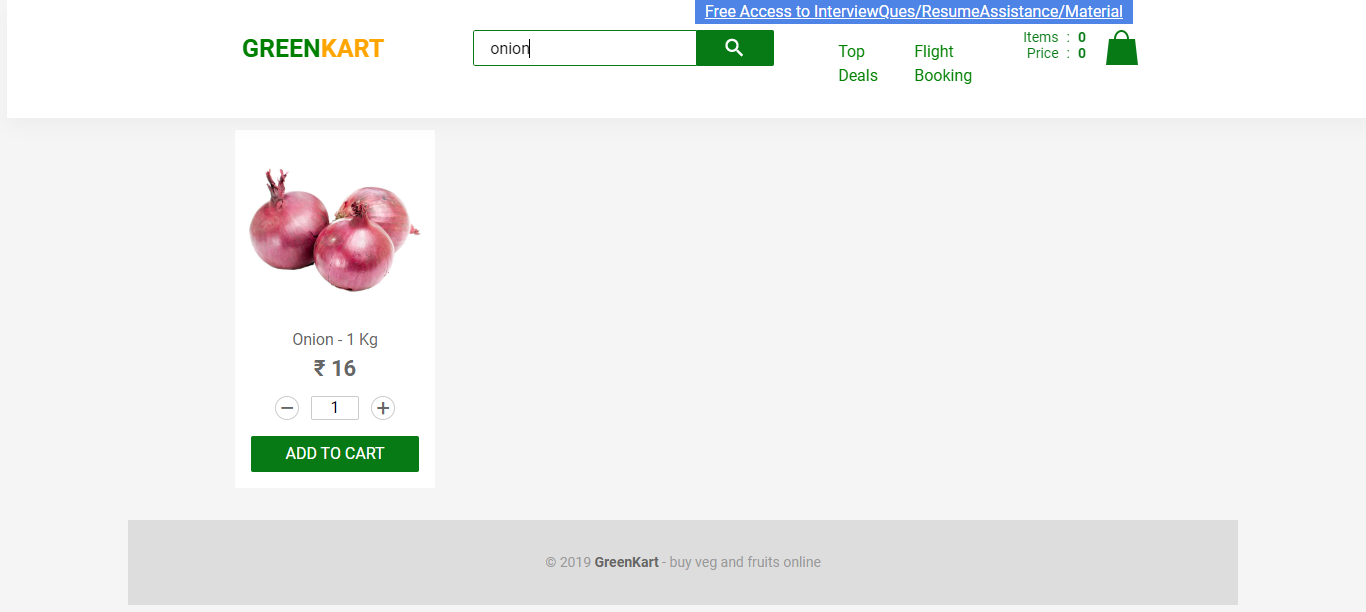 Free Access to InterviewQues/ResumeAssistance/Material
GREENKART
onion
Top Deals
Flight Booking
Items : 0
Price : 0
Onion - 1 Kg
₹ 16
1
ADD TO CART
© 2019 GreenKart - buy veg and fruits online